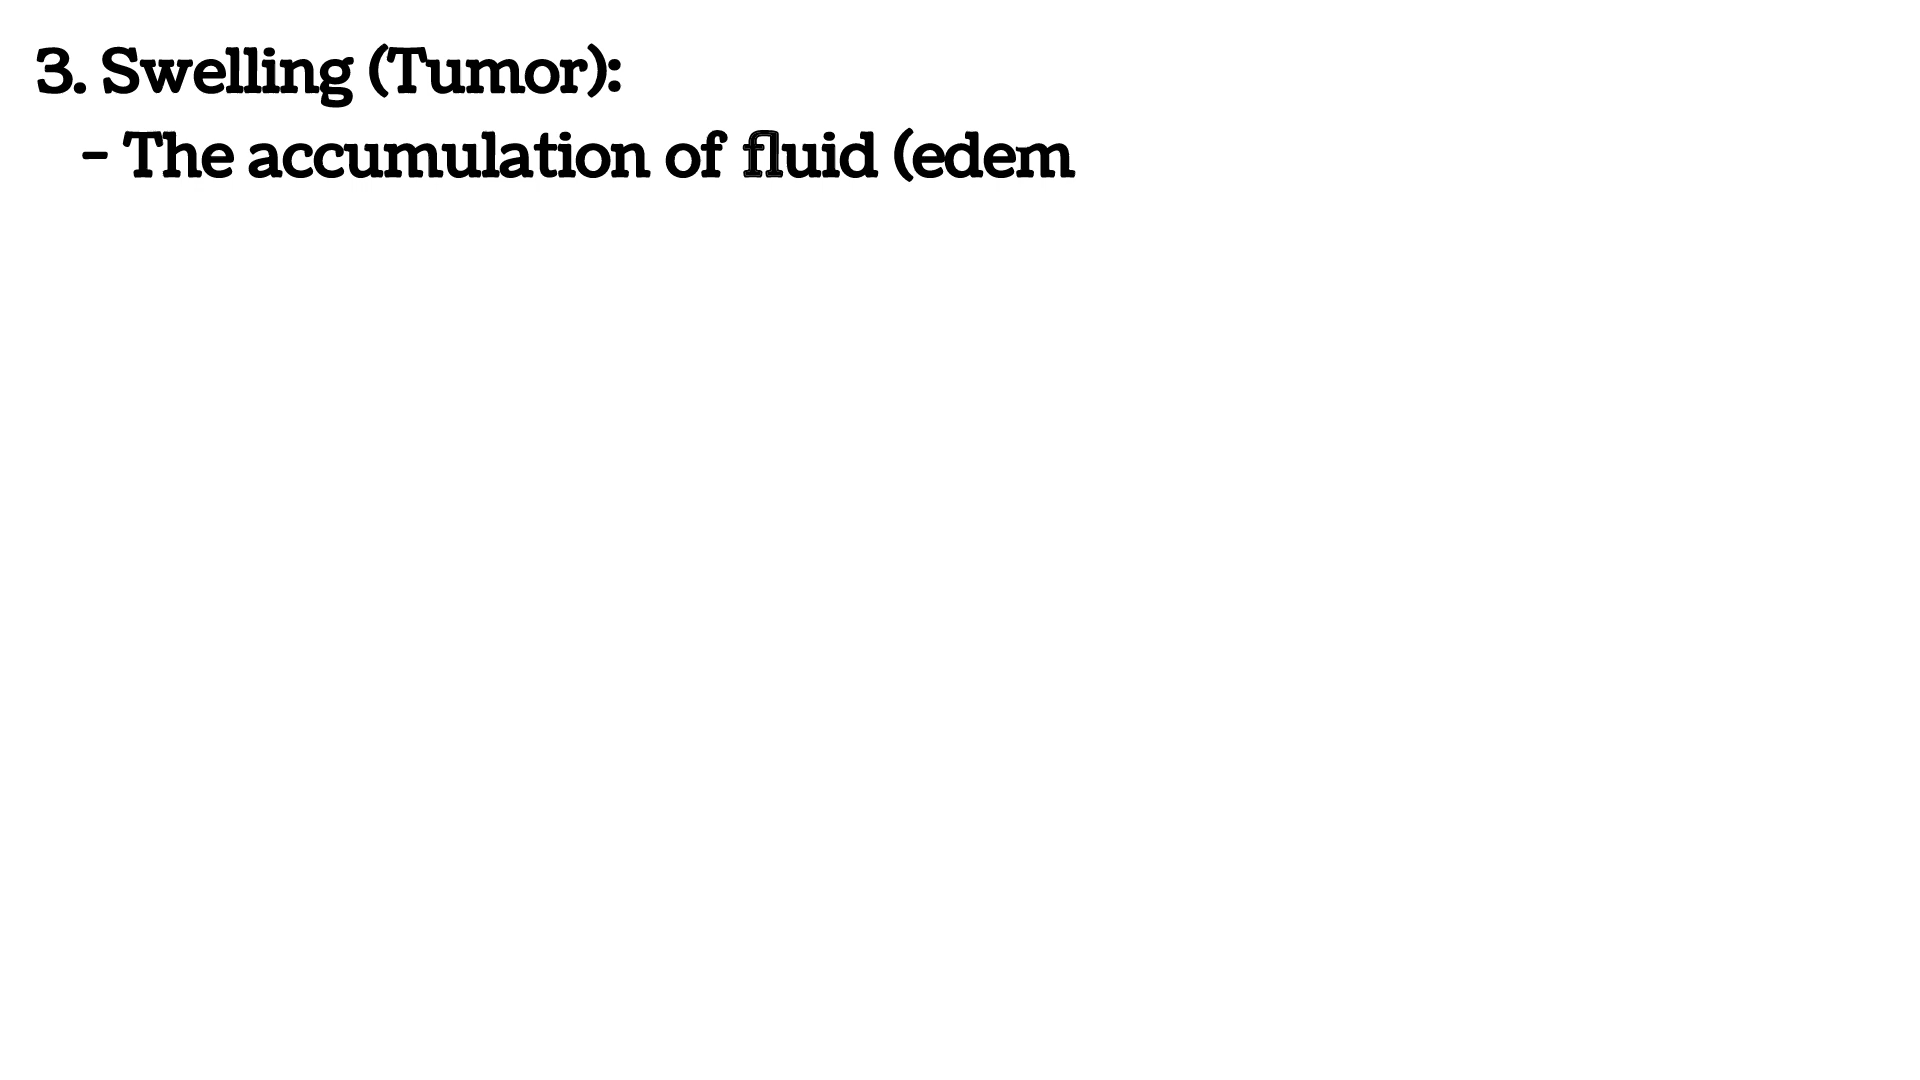 3. Swelling (Tumor):
- The accumulation of fluid (edem